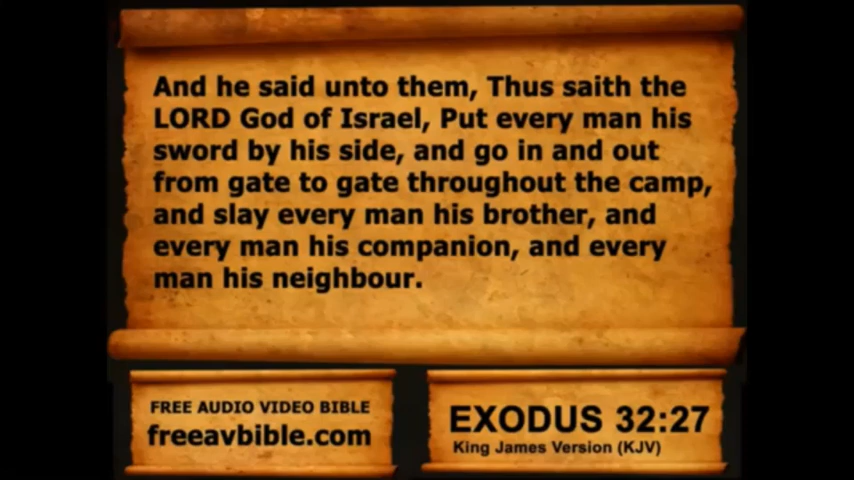 And he said unto them, Thus saith the
LORD God of Israel, Put every man his
sword by his side, and go in and out
from gate to gate throughout the camp,
and slay every man his brother, and
every man his companion, and every
man his neighbour.
FREE AUDIO VIDEO BIBLE
freeavbible.com
EXODUS 32:27
King James Version (KJV)